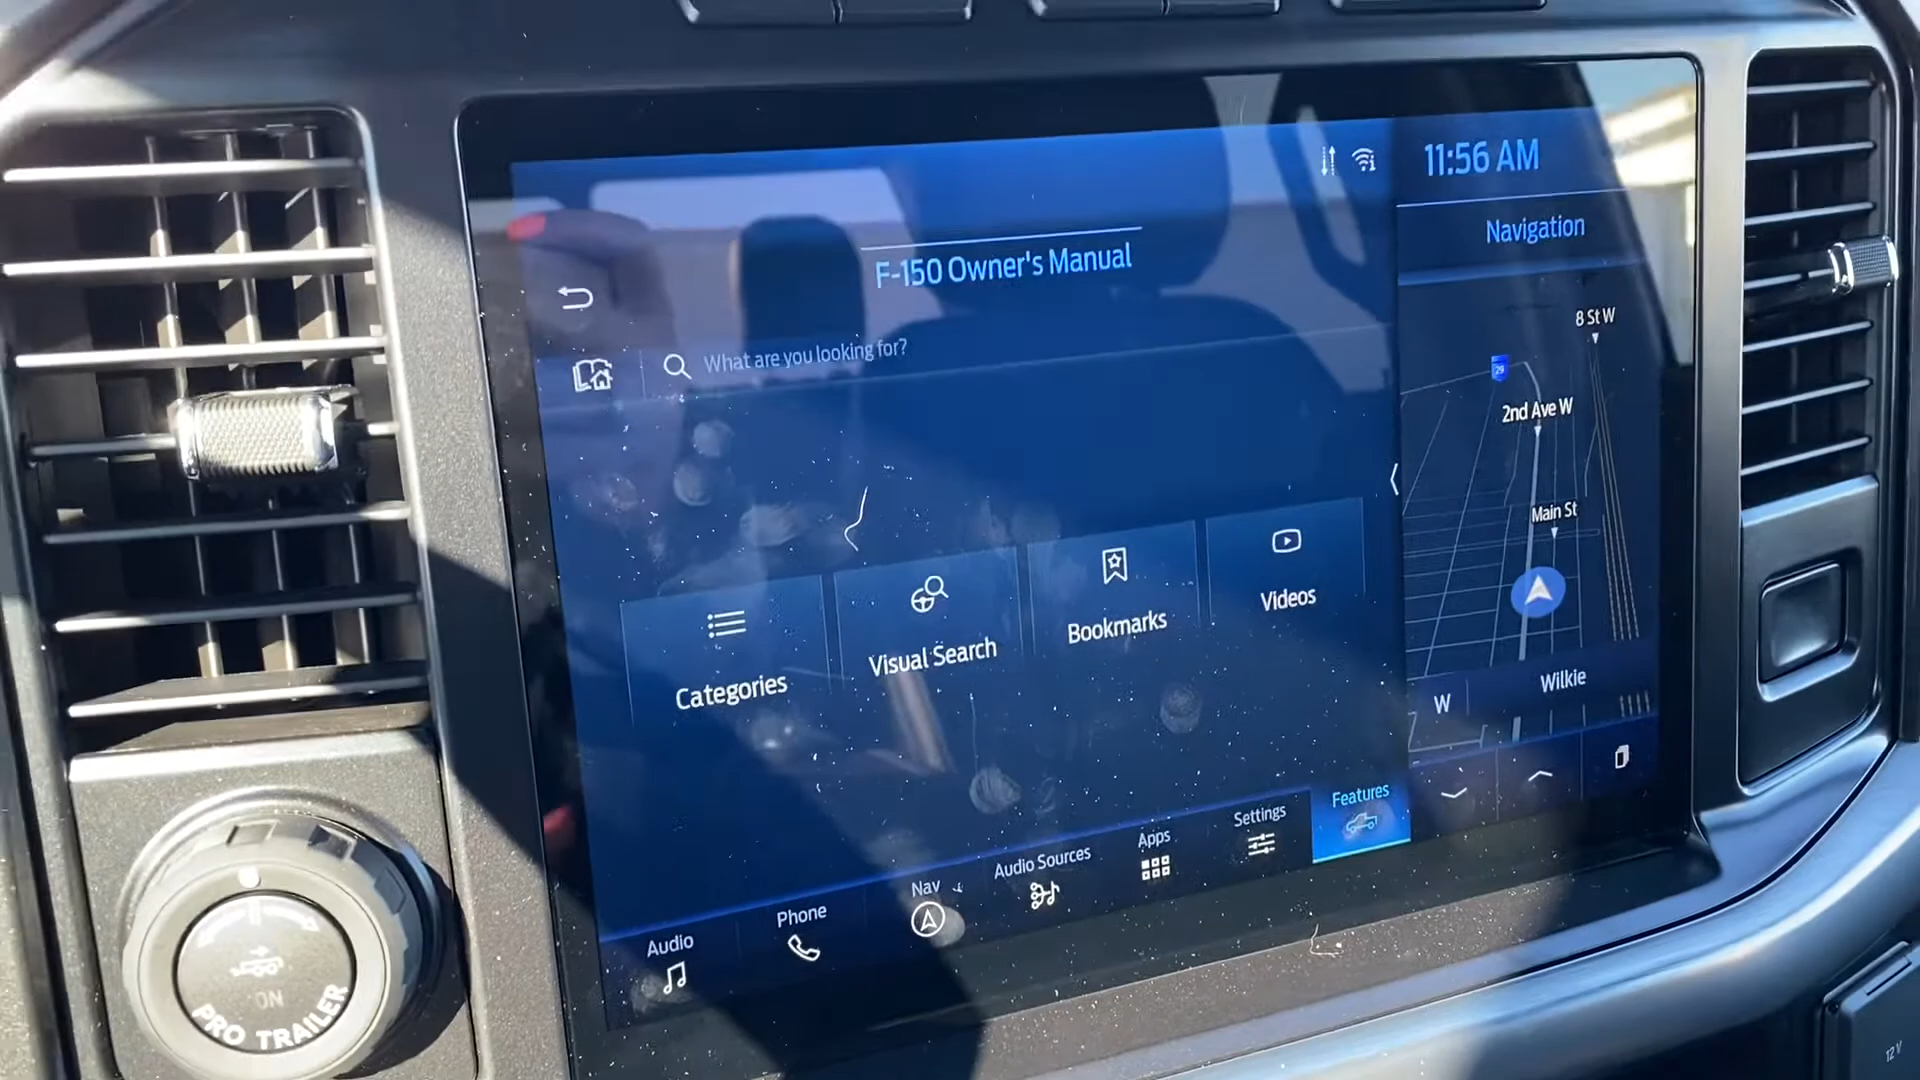 11:56 AM
Navigation
F-150 Owner's Manual
What are you looking for?
8 St W
29
2nd Ave W
Main St
Wilkie
W
Categories
Visual Search
Bookmarks
Videos
Audio
Phone
Nav
Audio Sources
Apps
Settings
Features
ON
PRO TRAILER
12V